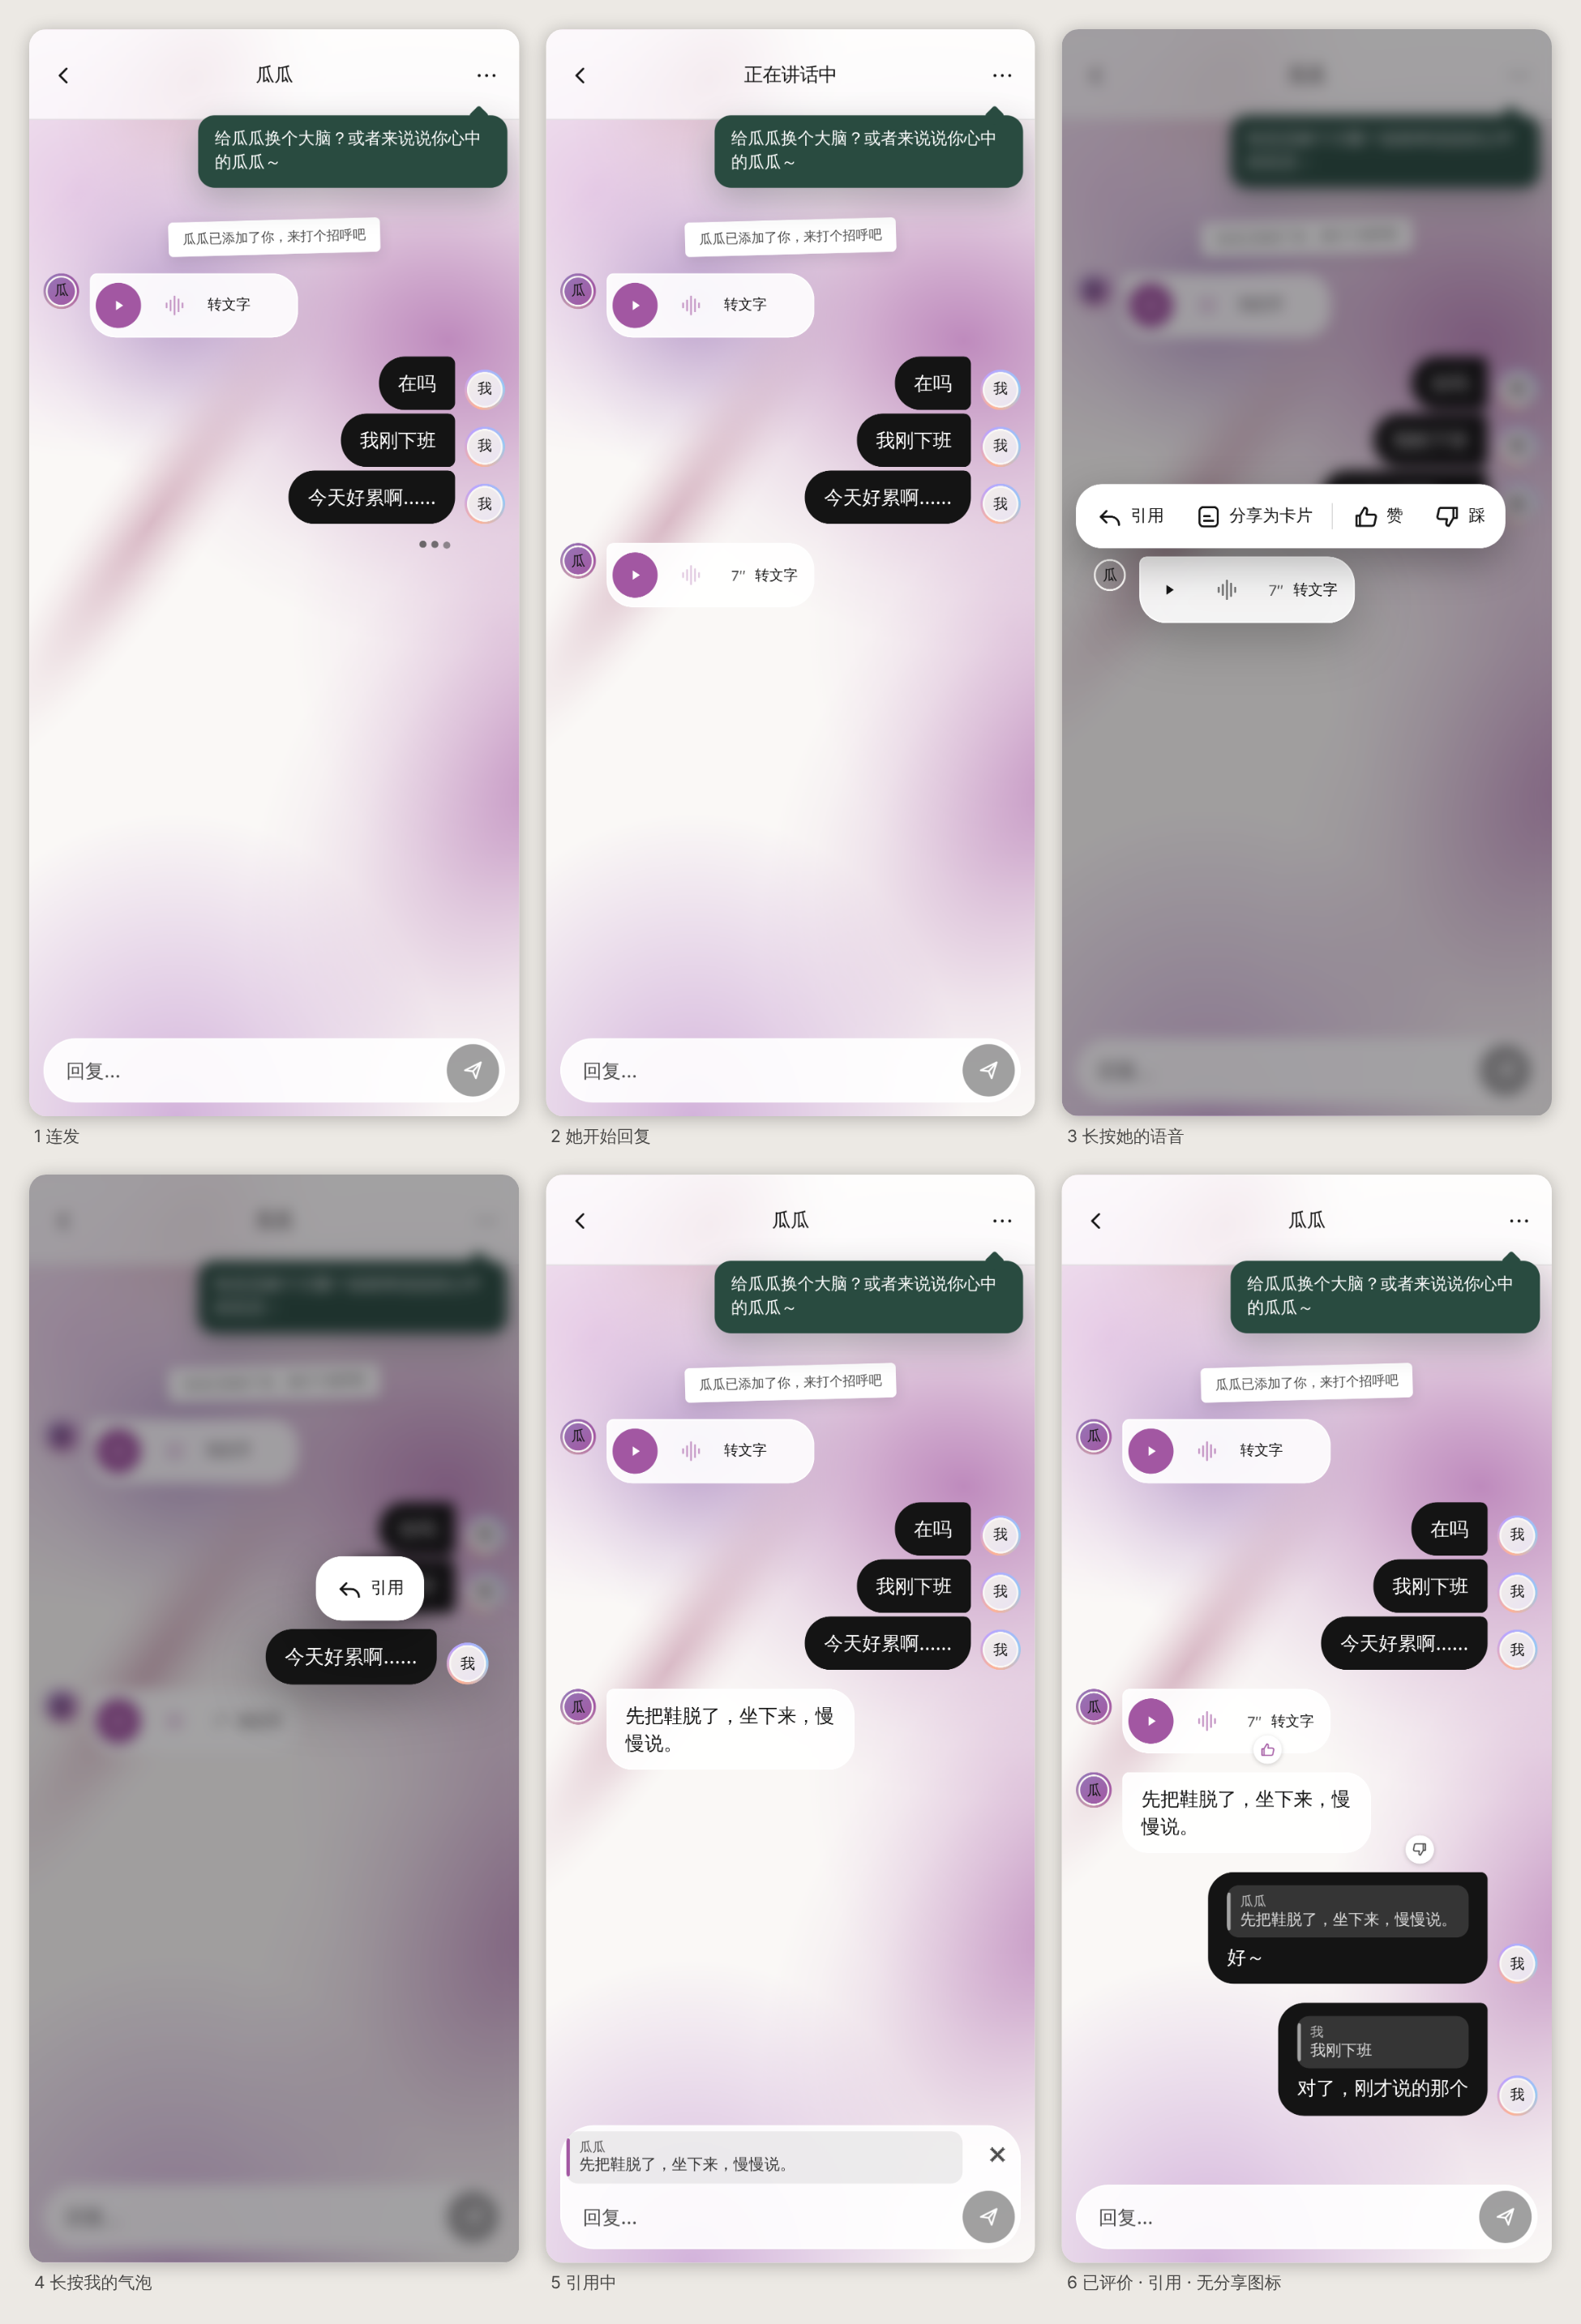 瓜瓜
给瓜瓜换个大脑？或者来说说你心中
的瓜瓜～
瓜瓜已添加了你，来打个招呼吧
瓜
转文字
在吗
我
我刚下班
我
今天好累啊......
我
回复...
1 连发
正在讲话中
给瓜瓜换个大脑？或者来说说你心中
的瓜瓜～
瓜瓜已添加了你，来打个招呼吧
瓜
转文字
在吗
我
我刚下班
我
今天好累啊......
我
瓜
7″ 转文字
回复...
2 她开始回复
引用
分享为卡片
赞
踩
瓜
7″ 转文字
3 长按她的语音
引用
今天好累啊......
我
4 长按我的气泡
瓜瓜
给瓜瓜换个大脑？或者来说说你心中
的瓜瓜～
瓜瓜已添加了你，来打个招呼吧
瓜
转文字
在吗
我
我刚下班
我
今天好累啊......
我
瓜
先把鞋脱了，坐下来，慢
慢说。
瓜瓜
先把鞋脱了，坐下来，慢慢说。
回复...
5 引用中
瓜瓜
给瓜瓜换个大脑？或者来说说你心中
的瓜瓜～
瓜瓜已添加了你，来打个招呼吧
瓜
转文字
在吗
我
我刚下班
我
今天好累啊......
我
瓜
7″ 转文字
瓜
先把鞋脱了，坐下来，慢
慢说。
瓜瓜
先把鞋脱了，坐下来，慢慢说。
好～
我
我
我刚下班
对了，刚才说的那个
我
回复...
6 已评价 · 引用 · 无分享图标